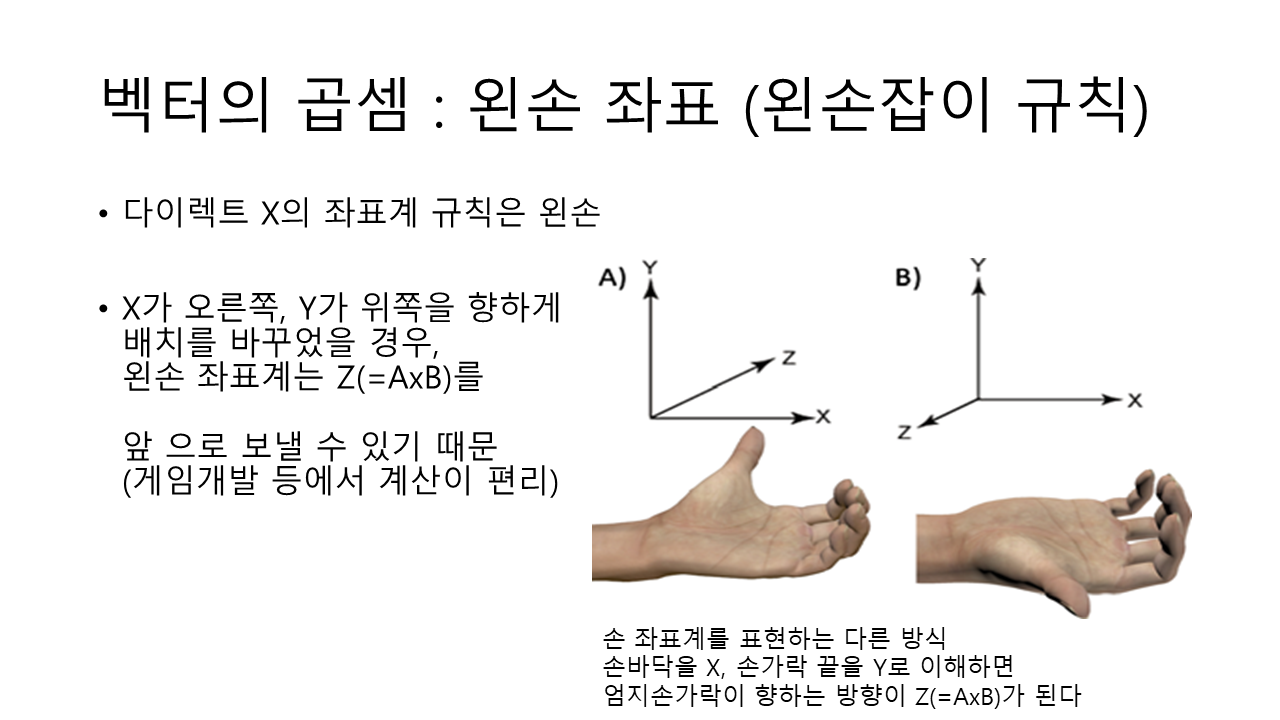 벡터의 곱셈 : 왼손 좌표 (왼손잡이 규칙)
• 다이렉트 X의 좌표계 규칙은 왼손
• X가 오른쪽, Y가 위쪽을 향하게
배치를 바꾸었을 경우,
왼손 좌표계는 Z(=AxB)를
앞 으로 보낼 수 있기 때문
(게임개발 등에서 계산이 편리)
A)
Y
Z
X
B)
Y
X
Z
손 좌표계를 표현하는 다른 방식
손바닥을 X, 손가락 끝을 Y로 이해하면
엄지손가락이 향하는 방향이 Z(=AxB)가 된다